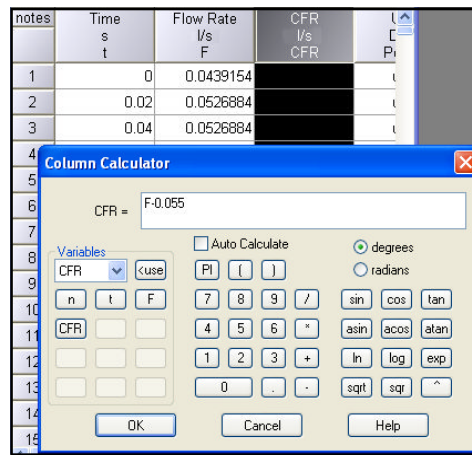 notes Time Flow Rate CFR
s l/s l/s D
t F CFR
1 0 0.0439154
2 0.02 0.0526884
3 0.04 0.0526884
4
Column Calculator
5
6 CFR = F-0.055
7
8 Variables Auto Calculate degrees
9 CFR <use PI ( ) radians
10 n t F 7 8 9 / sin cos tan
11 CFR 4 5 6 * asin acos atan
12 1 2 3 + ln log exp
13 0 . - sqrt sqr ^
14 OK Cancel Help
15